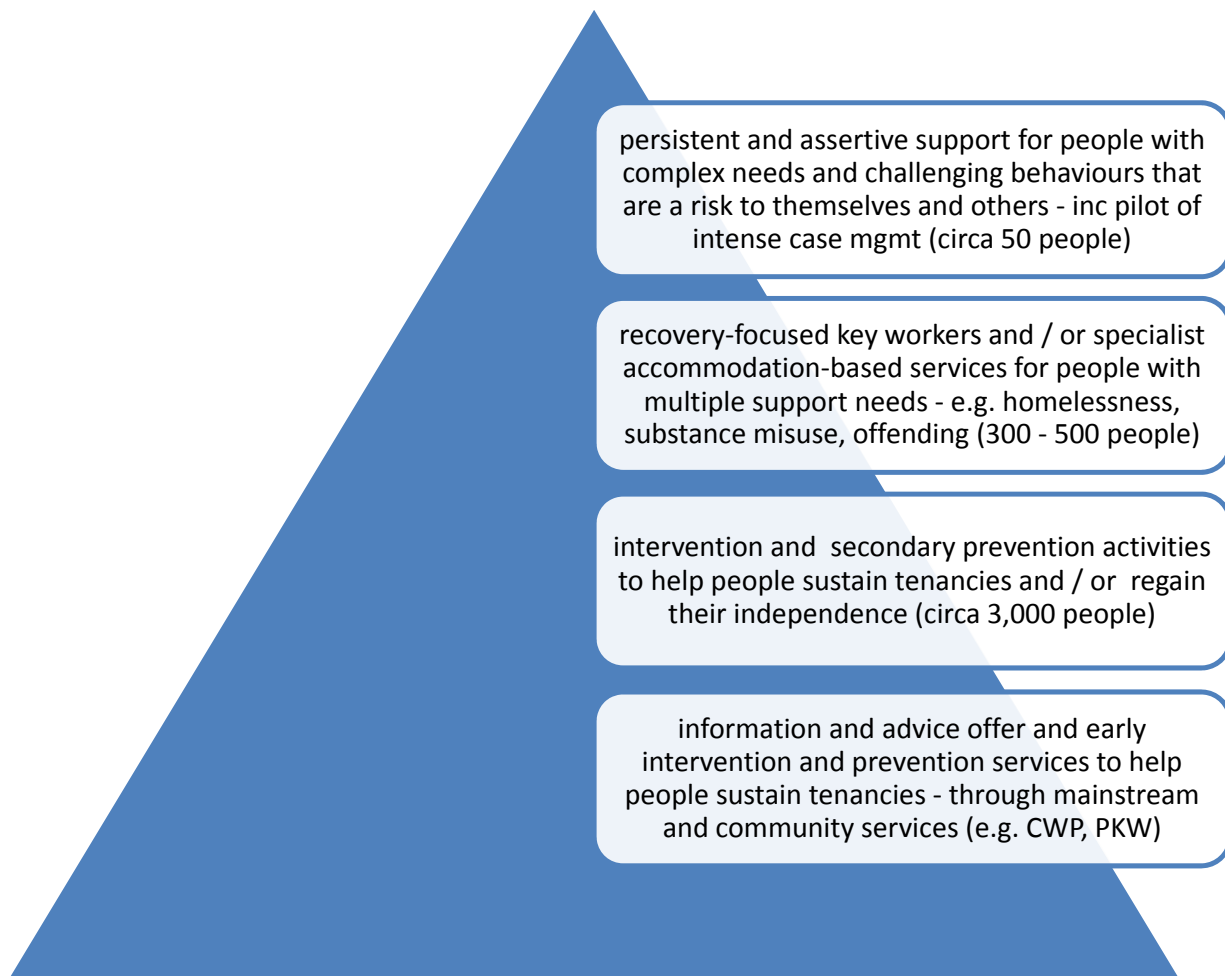 persistent and assertive support for people with
complex needs and challenging behaviours that
are a risk to themselves and others - inc pilot of
intense case mgmt (circa 50 people)
recovery-focused key workers and / or specialist
accommodation-based services for people with
multiple support needs - e.g. homelessness,
substance misuse, offending (300 - 500 people)
intervention and  secondary prevention activities
to help people sustain tenancies and / or  regain
their independence (circa 3,000 people)
information and advice offer and early
intervention and prevention services to help
people sustain tenancies - through mainstream
and community services (e.g. CWP, PKW)